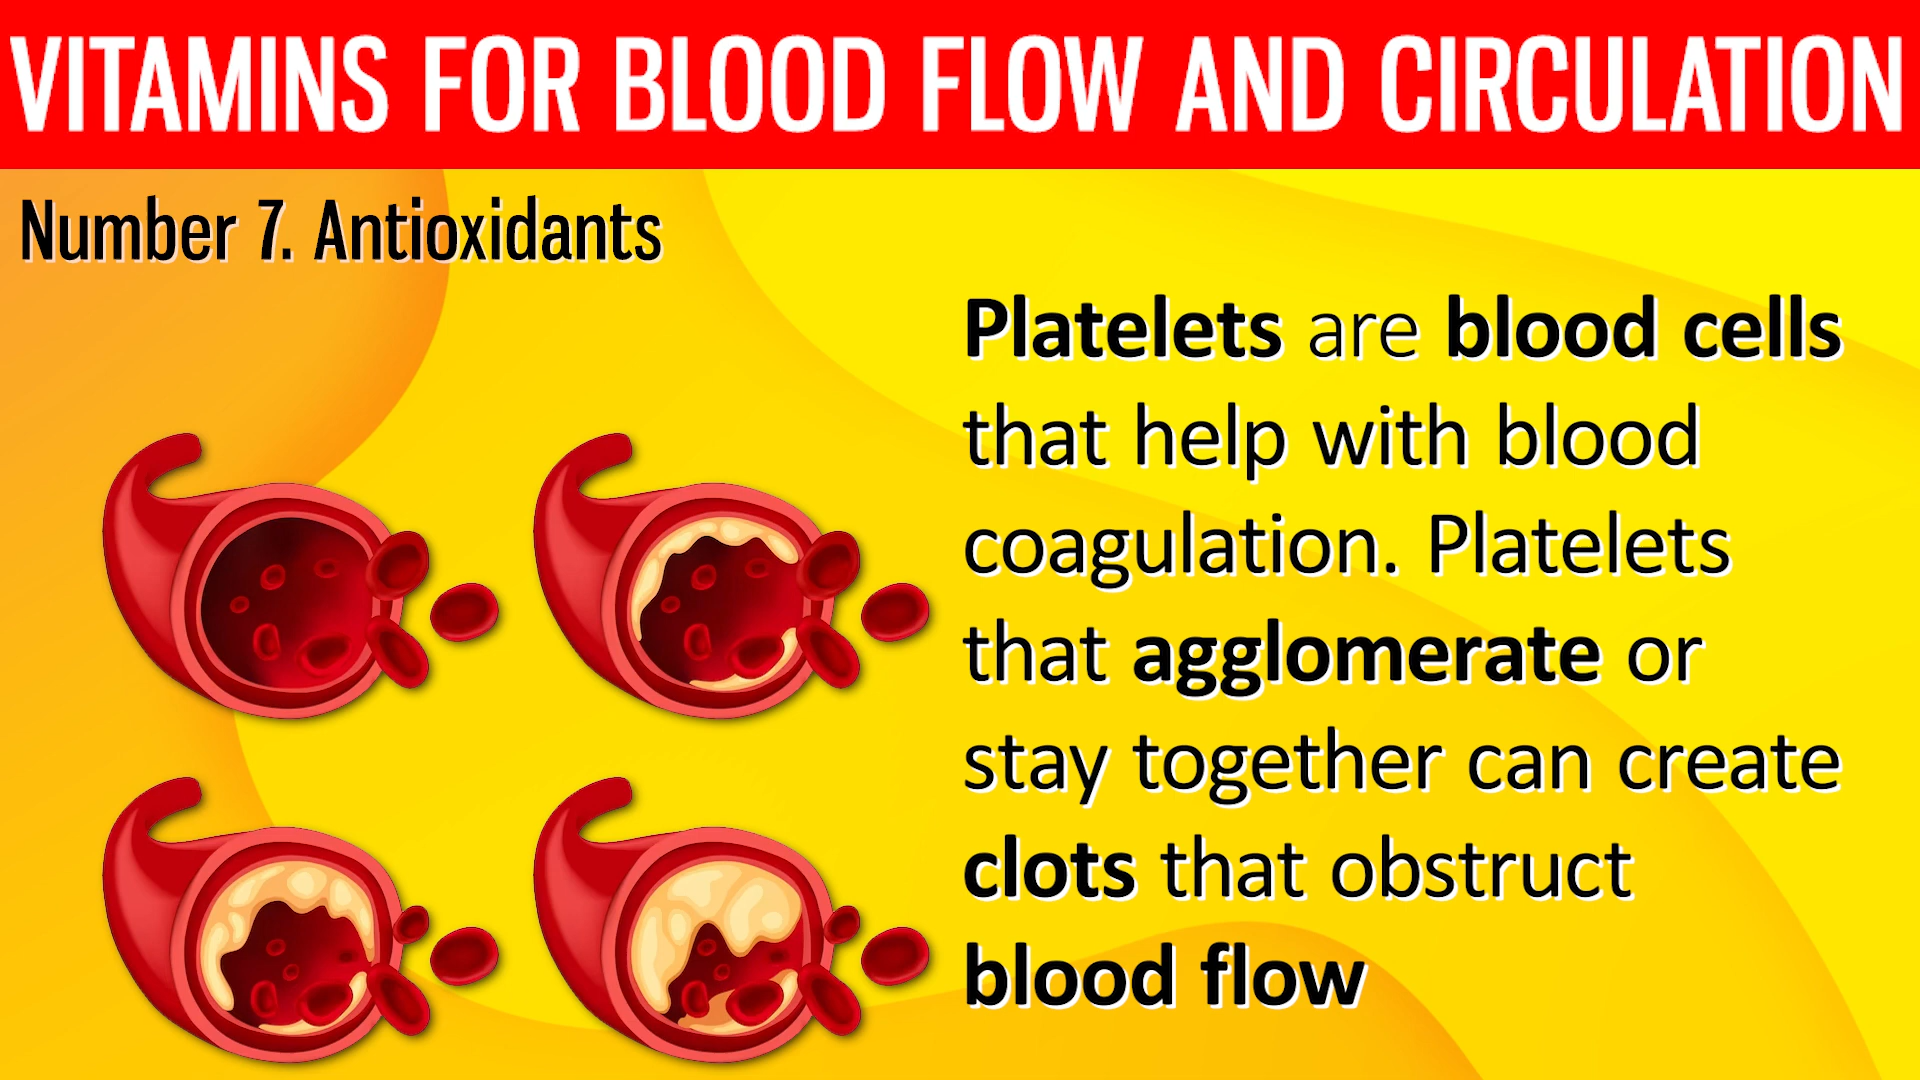 VITAMINS FOR BLOOD FLOW AND CIRCULATION
Number 7. Antioxidants
Platelets are blood cells
that help with blood
coagulation. Platelets
that agglomerate or
stay together can create
clots that obstruct
blood flow